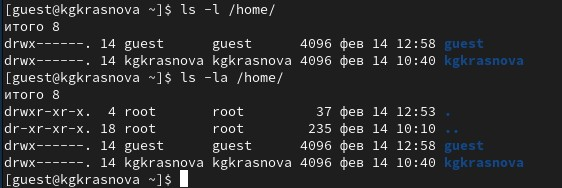 [guest@kgkrasnova ~]$ ls -l /home/
итого 8
drwx------. 14 guest     guest     4096 фев 14 12:58 guest
drwx------. 14 kgkrasnova kgkrasnova 4096 фев 14 10:40 kgkrasnova
[guest@kgkrasnova ~]$ ls -la /home/
итого 8
drwxr-xr-x.  4 root      root        37 фев 14 12:53 .
dr-xr-xr-x. 18 root      root       235 фев 14 10:10 ..
drwx------. 14 guest     guest     4096 фев 14 12:58 guest
drwx------. 14 kgkrasnova kgkrasnova 4096 фев 14 10:40 kgkrasnova
[guest@kgkrasnova ~]$